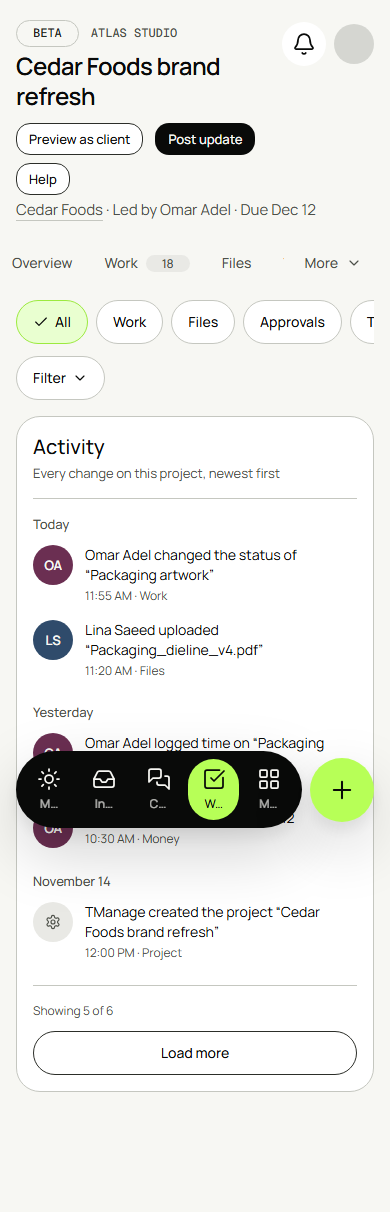 BETA ATLAS STUDIO
Cedar Foods brand
refresh
Preview as client Post update
Help
Cedar Foods · Led by Omar Adel · Due Dec 12
Overview Work 18 Files More
All Work Files Approvals T
Filter
Activity
Every change on this project, newest first
Today
OA Omar Adel changed the status of
“Packaging artwork”
11:55 AM · Work
LS Lina Saeed uploaded
“Packaging_dieline_v4.pdf”
11:20 AM · Files
Yesterday
OA Omar Adel logged time on “Packaging
M... In... C... W... M...
OA
10:30 AM · Money
November 14
TManage created the project “Cedar
Foods brand refresh”
12:00 PM · Project
Showing 5 of 6
Load more